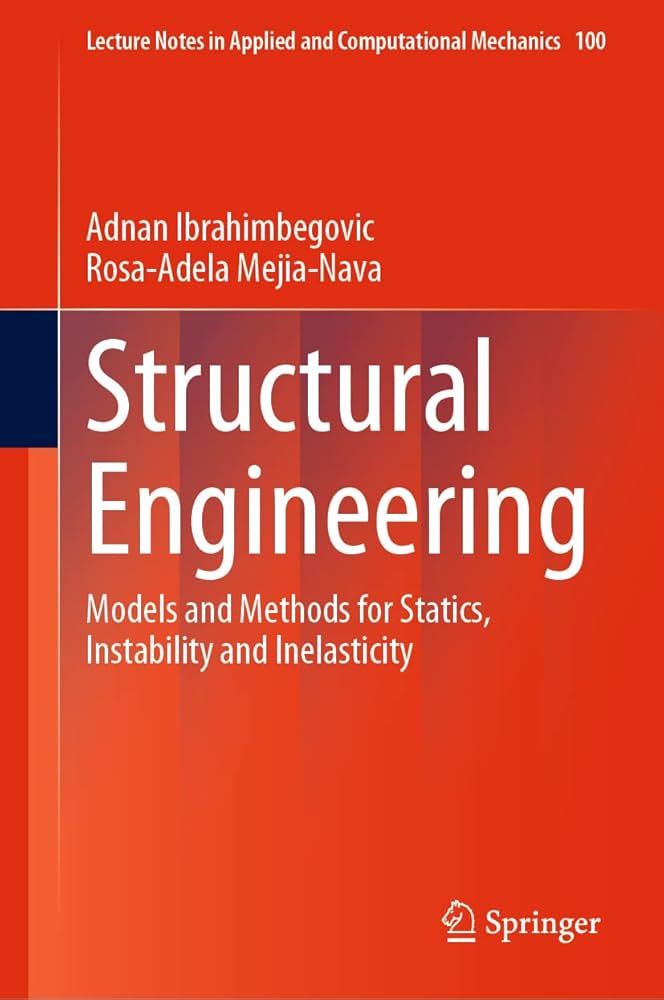 Lecture Notes in Applied and Computational Mechanics 100
Adnan Ibrahimbegovic
Rosa-Adela Mejia-Nava
Structural
Engineering
Models and Methods for Statics,
Instability and Inelasticity
Springer